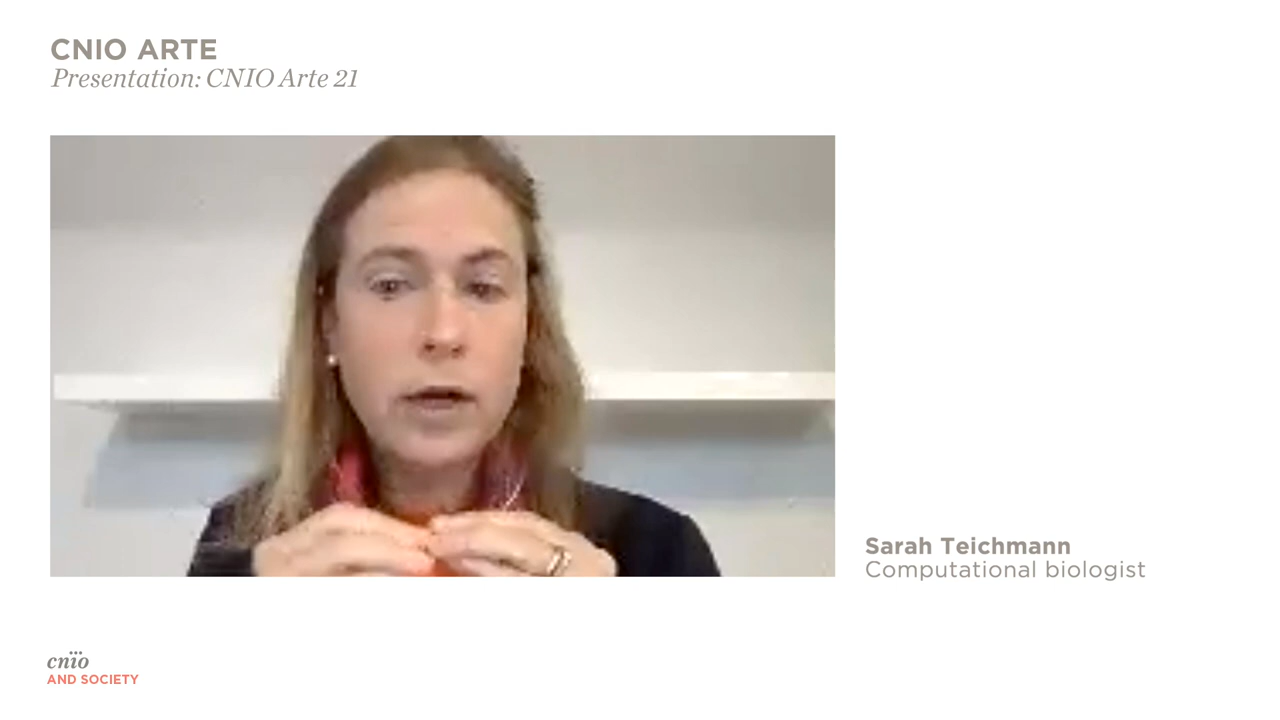 CNIO ARTE
Presentation: CNIO Arte 21
Sarah Teichmann
Computational biologist
cnio
AND SOCIETY